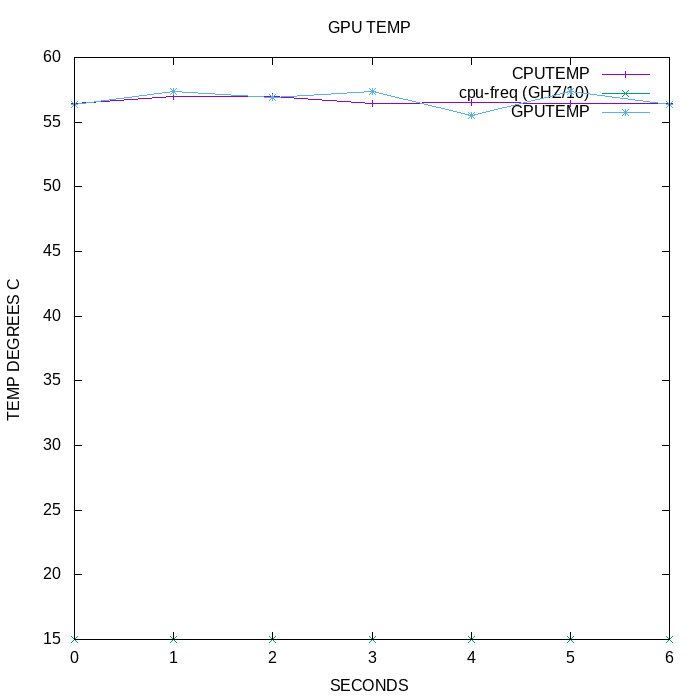 GPU TEMP
60
55
50
45
40
35
30
25
20
15
0 1 2 3 4 5 6
TEMP DEGREES C
SECONDS
CPUTEMP
cpu-freq (GHZ/10)
GPUTEMP